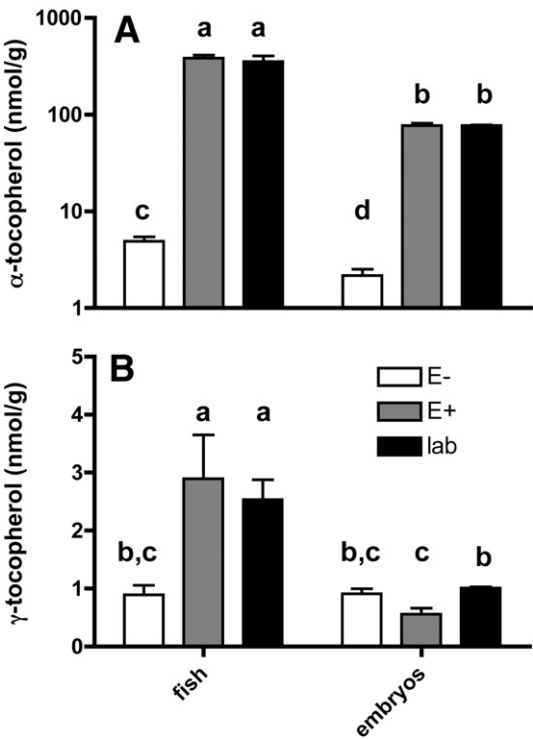 A
α-tocopherol (nmol/g)
1000
100
10
1
c
a
a
d
b
b
B
γ-tocopherol (nmol/g)
5
4
3
2
1
0
b,c
a
a
b,c
c
b
E-
E+
lab
fish
embryos